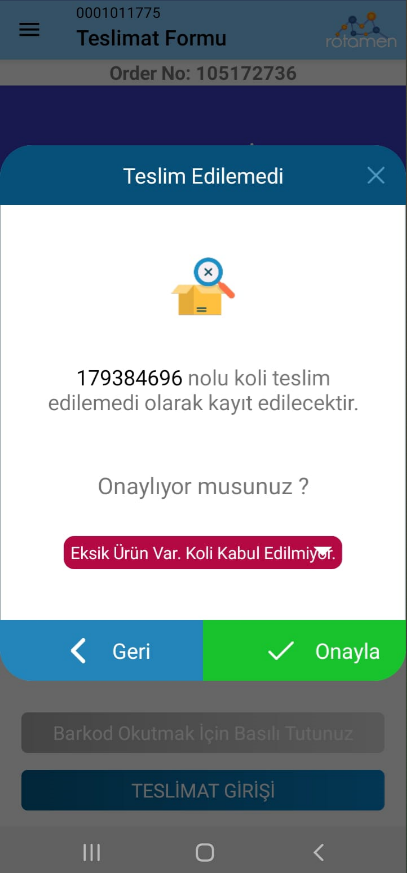 0001011775
Teslimat Formu
rotamen
Order No: 105172736
Teslim Edilemedi
179384696 nolu koli teslim
edilemedi olarak kayıt edilecektir.
Onaylıyor musunuz ?
Eksik Ürün Var. Koli Kabul Edilmiyor.
Geri
Onayla
Barkod Okutmak İçin Basılı Tutunuz
TESLİMAT GİRİŞİ